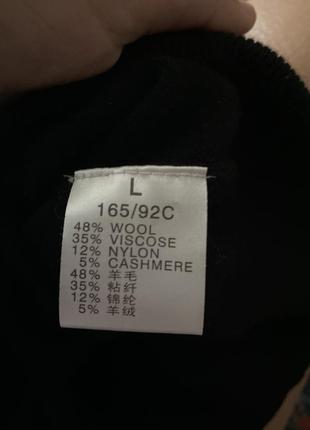 L
165/92C
48% WOOL
35% VISCOSE
12% NYLON
5% CASHMERE
48% 羊毛
35% 粘纤
12% 锦纶
5% 羊绒